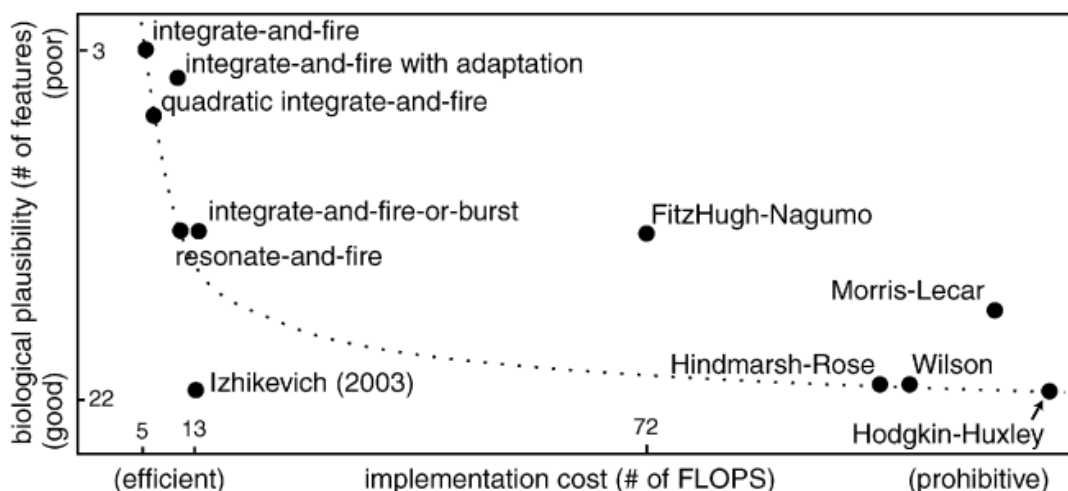 biological plausibility (# of features)
(poor)
(good)
3
22
integrate-and-fire
integrate-and-fire with adaptation
quadratic integrate-and-fire
integrate-and-fire-or-burst
resonate-and-fire
FitzHugh-Nagumo
Morris-Lecar
Izhikevich (2003)
Hindmarsh-Rose
Wilson
Hodgkin-Huxley
5
13
72
(efficient)
implementation cost (# of FLOPS)
(prohibitive)